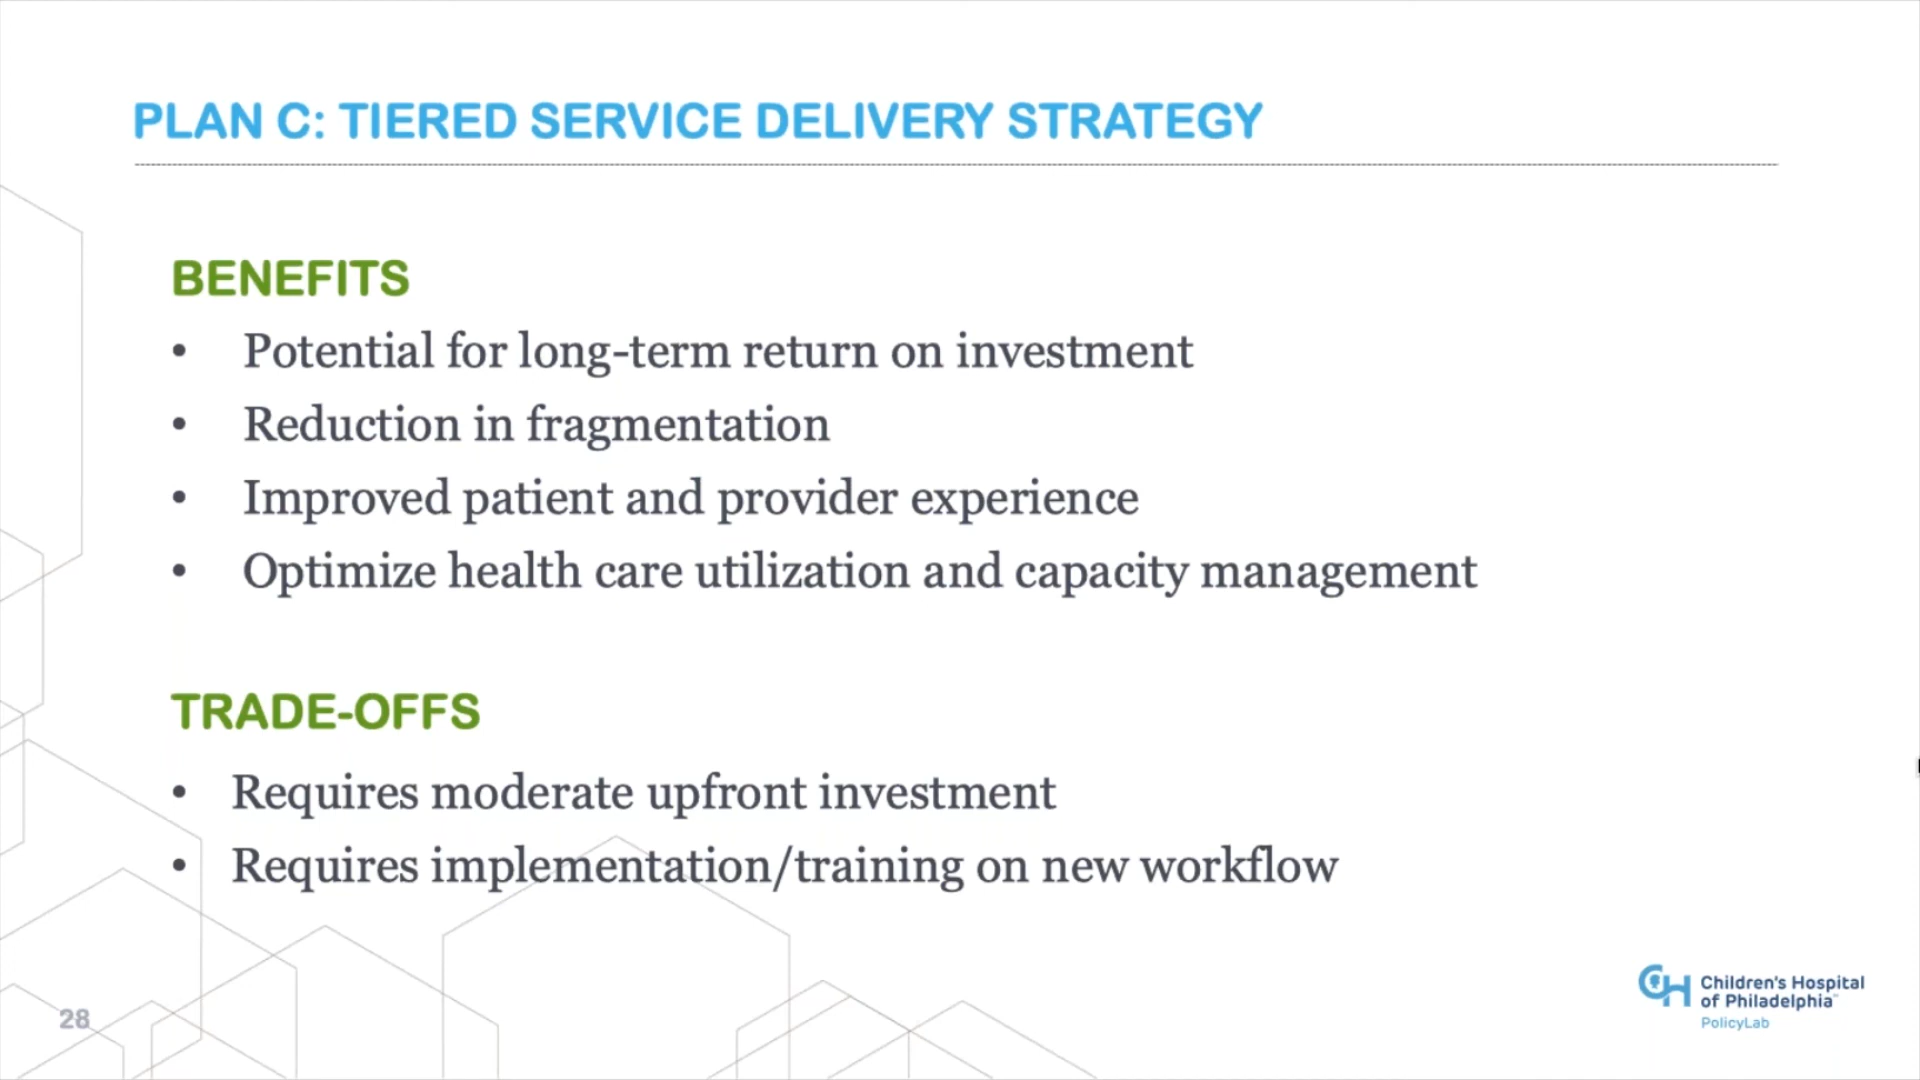 PLAN C: TIERED SERVICE DELIVERY STRATEGY
BENEFITS
• Potential for long-term return on investment
• Reduction in fragmentation
• Improved patient and provider experience
• Optimize health care utilization and capacity management
TRADE-OFFS
• Requires moderate upfront investment
• Requires implementation/training on new workflow
28
CH Children's Hospital
of Philadelphia™
PolicyLab